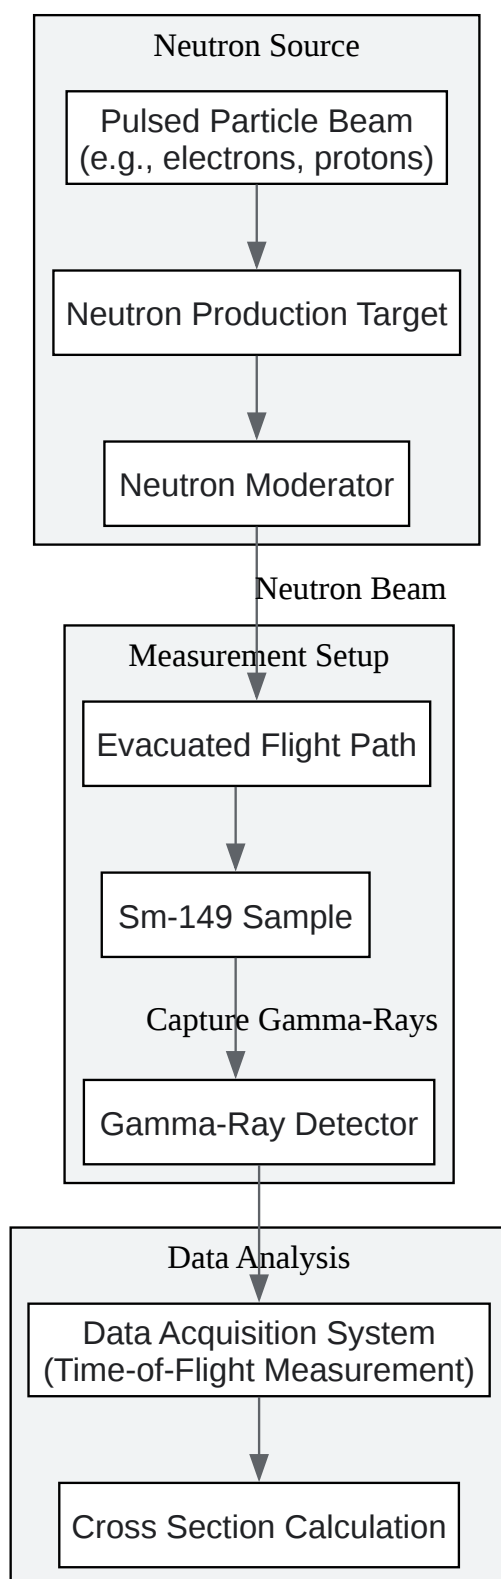 Neutron Source
Pulsed Particle Beam
(e.g., electrons, protons)
Neutron Production Target
Neutron Moderator
Neutron Beam
Measurement Setup
Evacuated Flight Path
Sm-149 Sample
Capture Gamma-Rays
Gamma-Ray Detector
Data Analysis
Data Acquisition System
(Time-of-Flight Measurement)
Cross Section Calculation